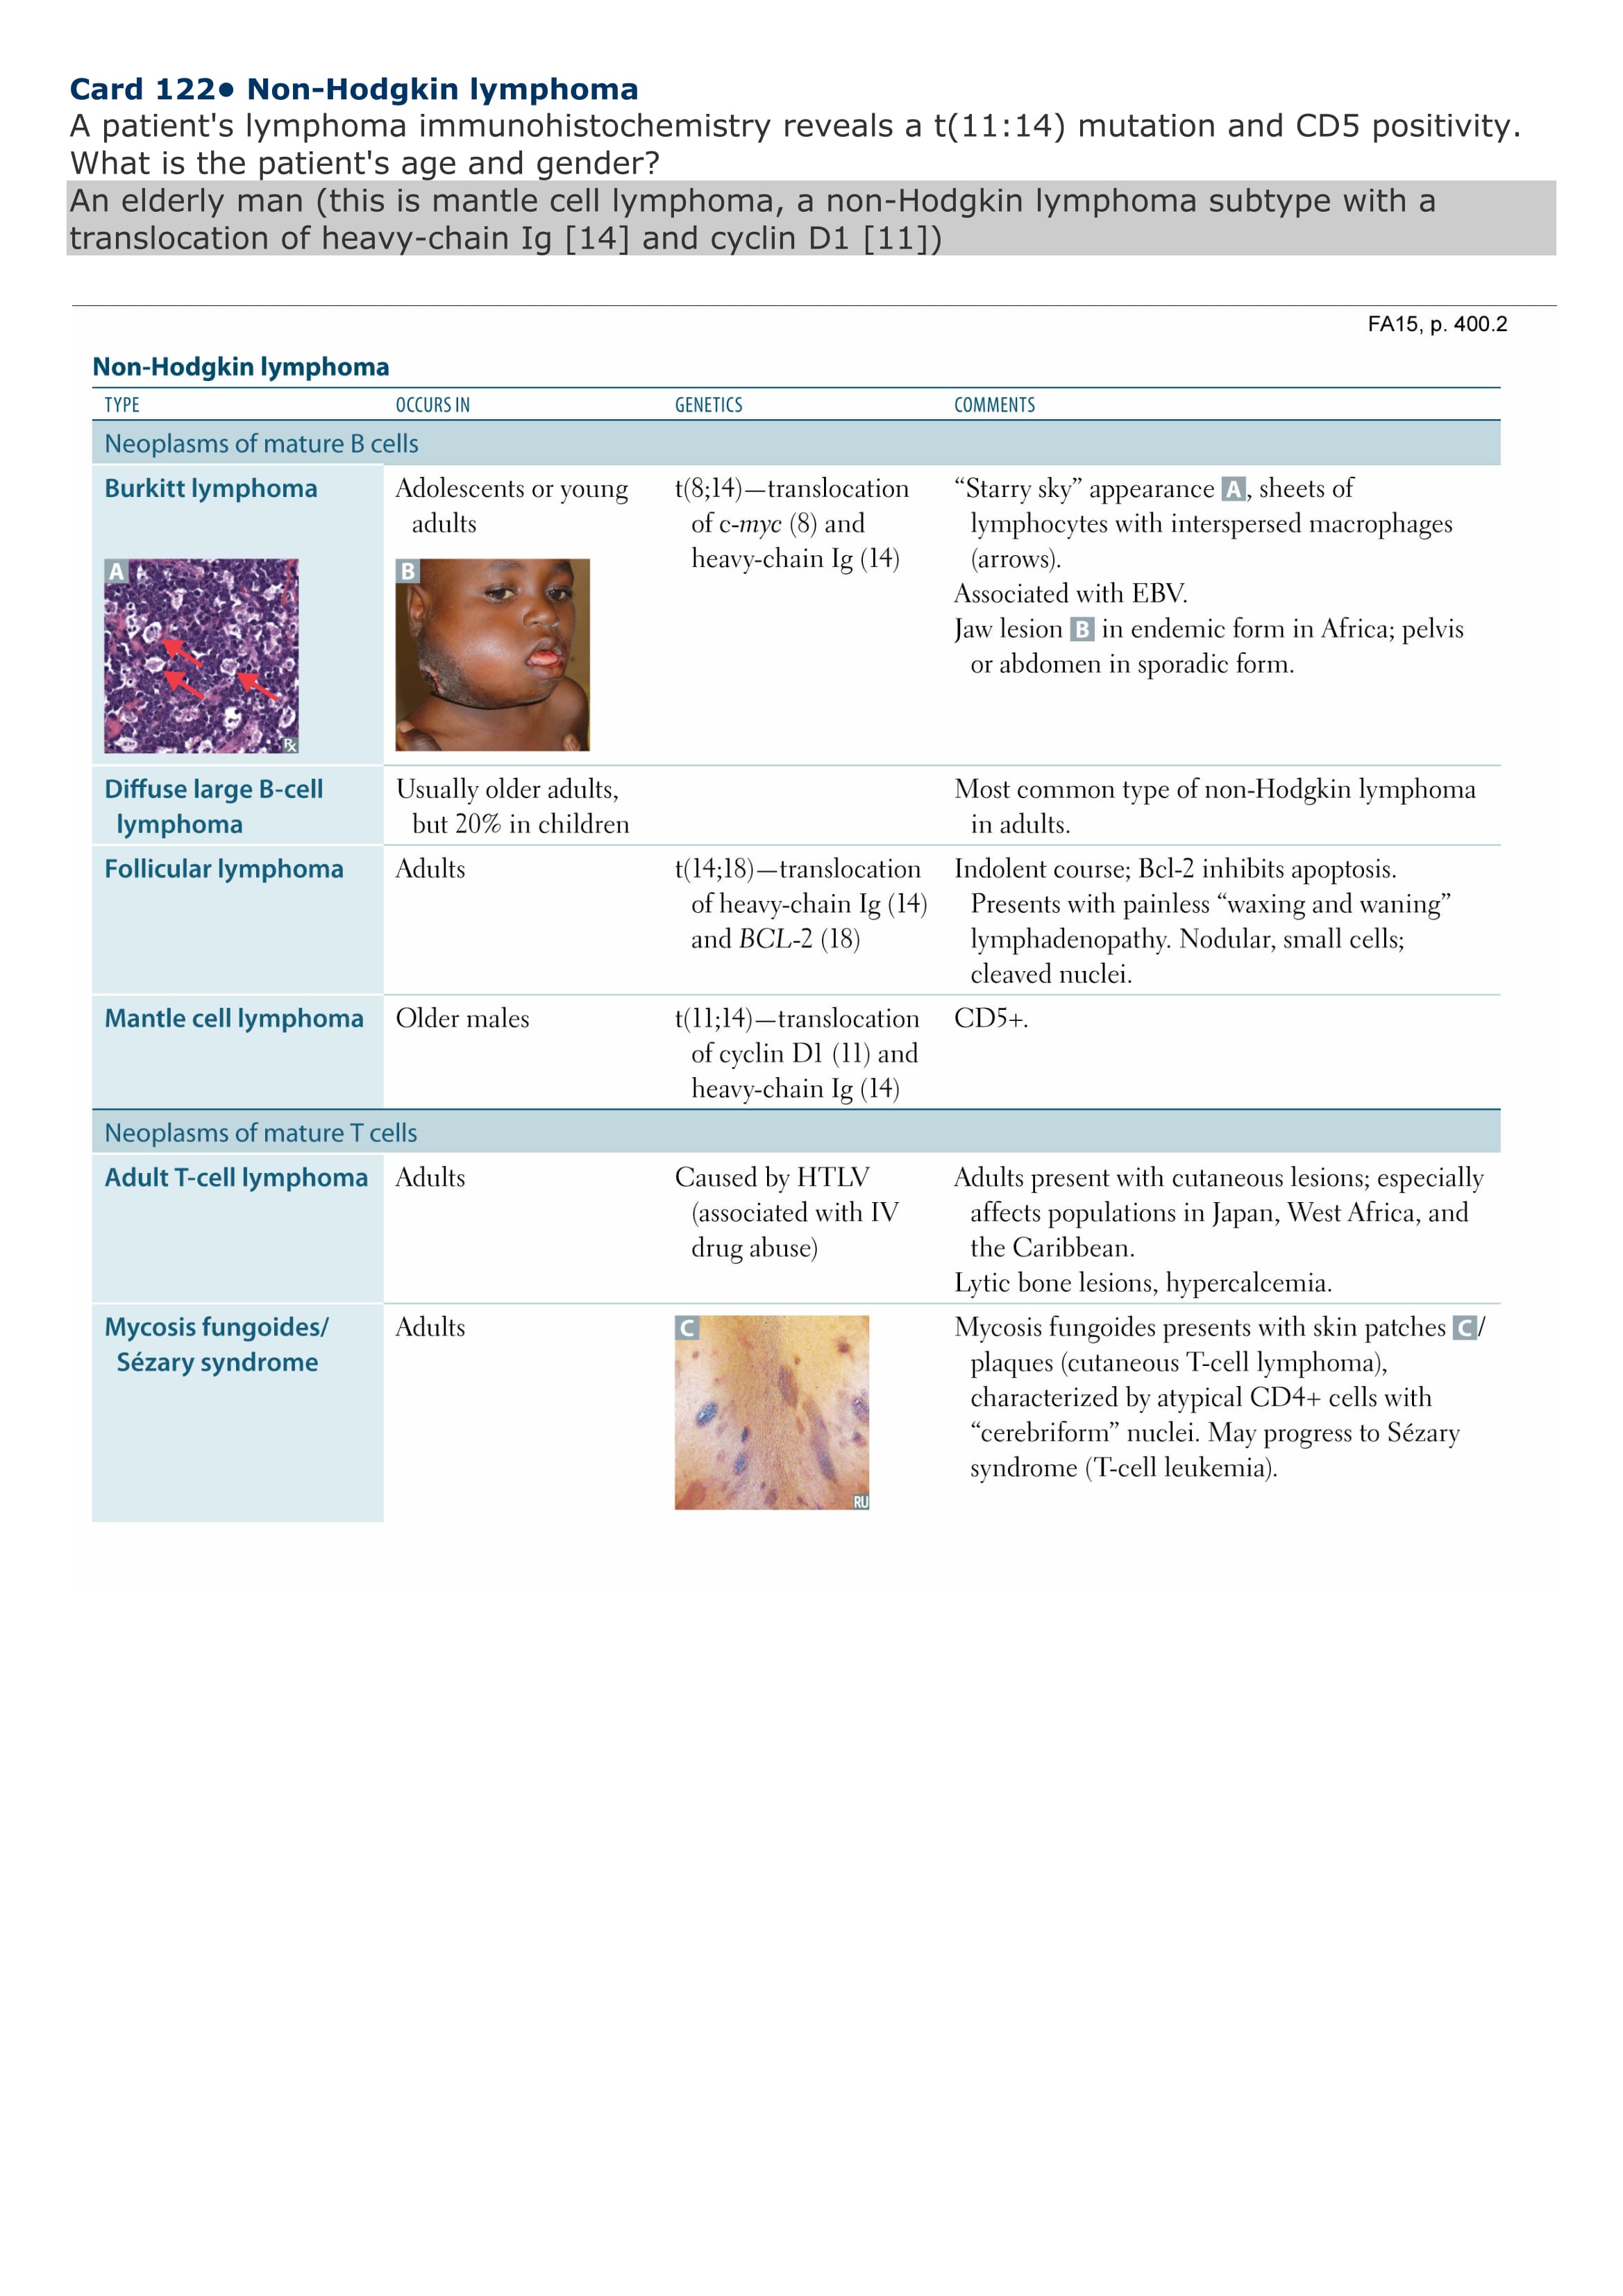 Card 122● Non-Hodgkin lymphoma
A patient's lymphoma immunohistochemistry reveals a t(11:14) mutation and CD5 positivity.
What is the patient's age and gender?
An elderly man (this is mantle cell lymphoma, a non-Hodgkin lymphoma subtype with a
translocation of heavy-chain Ig [14] and cyclin D1 [11])
FA15, p. 400.2
Non-Hodgkin lymphoma
TYPE
OCCURS IN
GENETICS
COMMENTS
Neoplasms of mature B cells
Burkitt lymphoma
A
Rx
Adolescents or young
adults
B
t(8;14)—translocation
of c-myc (8) and
heavy-chain Ig (14)
“Starry sky” appearance A, sheets of
lymphocytes with interspersed macrophages
(arrows).
Associated with EBV.
Jaw lesion B in endemic form in Africa; pelvis
or abdomen in sporadic form.
Diffuse large B-cell
lymphoma
Usually older adults,
but 20% in children
Most common type of non-Hodgkin lymphoma
in adults.
Follicular lymphoma
Adults
t(14;18)—translocation
of heavy-chain Ig (14)
and BCL-2 (18)
Indolent course; Bcl-2 inhibits apoptosis.
Presents with painless “waxing and waning”
lymphadenopathy. Nodular, small cells;
cleaved nuclei.
Mantle cell lymphoma
Older males
t(11;14)—translocation
of cyclin D1 (11) and
heavy-chain Ig (14)
CD5+.
Neoplasms of mature T cells
Adult T-cell lymphoma
Adults
Caused by HTLV
(associated with IV
drug abuse)
Adults present with cutaneous lesions; especially
affects populations in Japan, West Africa, and
the Caribbean.
Lytic bone lesions, hypercalcemia.
Mycosis fungoides/
Sézary syndrome
Adults
C
RU
Mycosis fungoides presents with skin patches C/
plaques (cutaneous T-cell lymphoma),
characterized by atypical CD4+ cells with
“cerebriform” nuclei. May progress to Sézary
syndrome (T-cell leukemia).